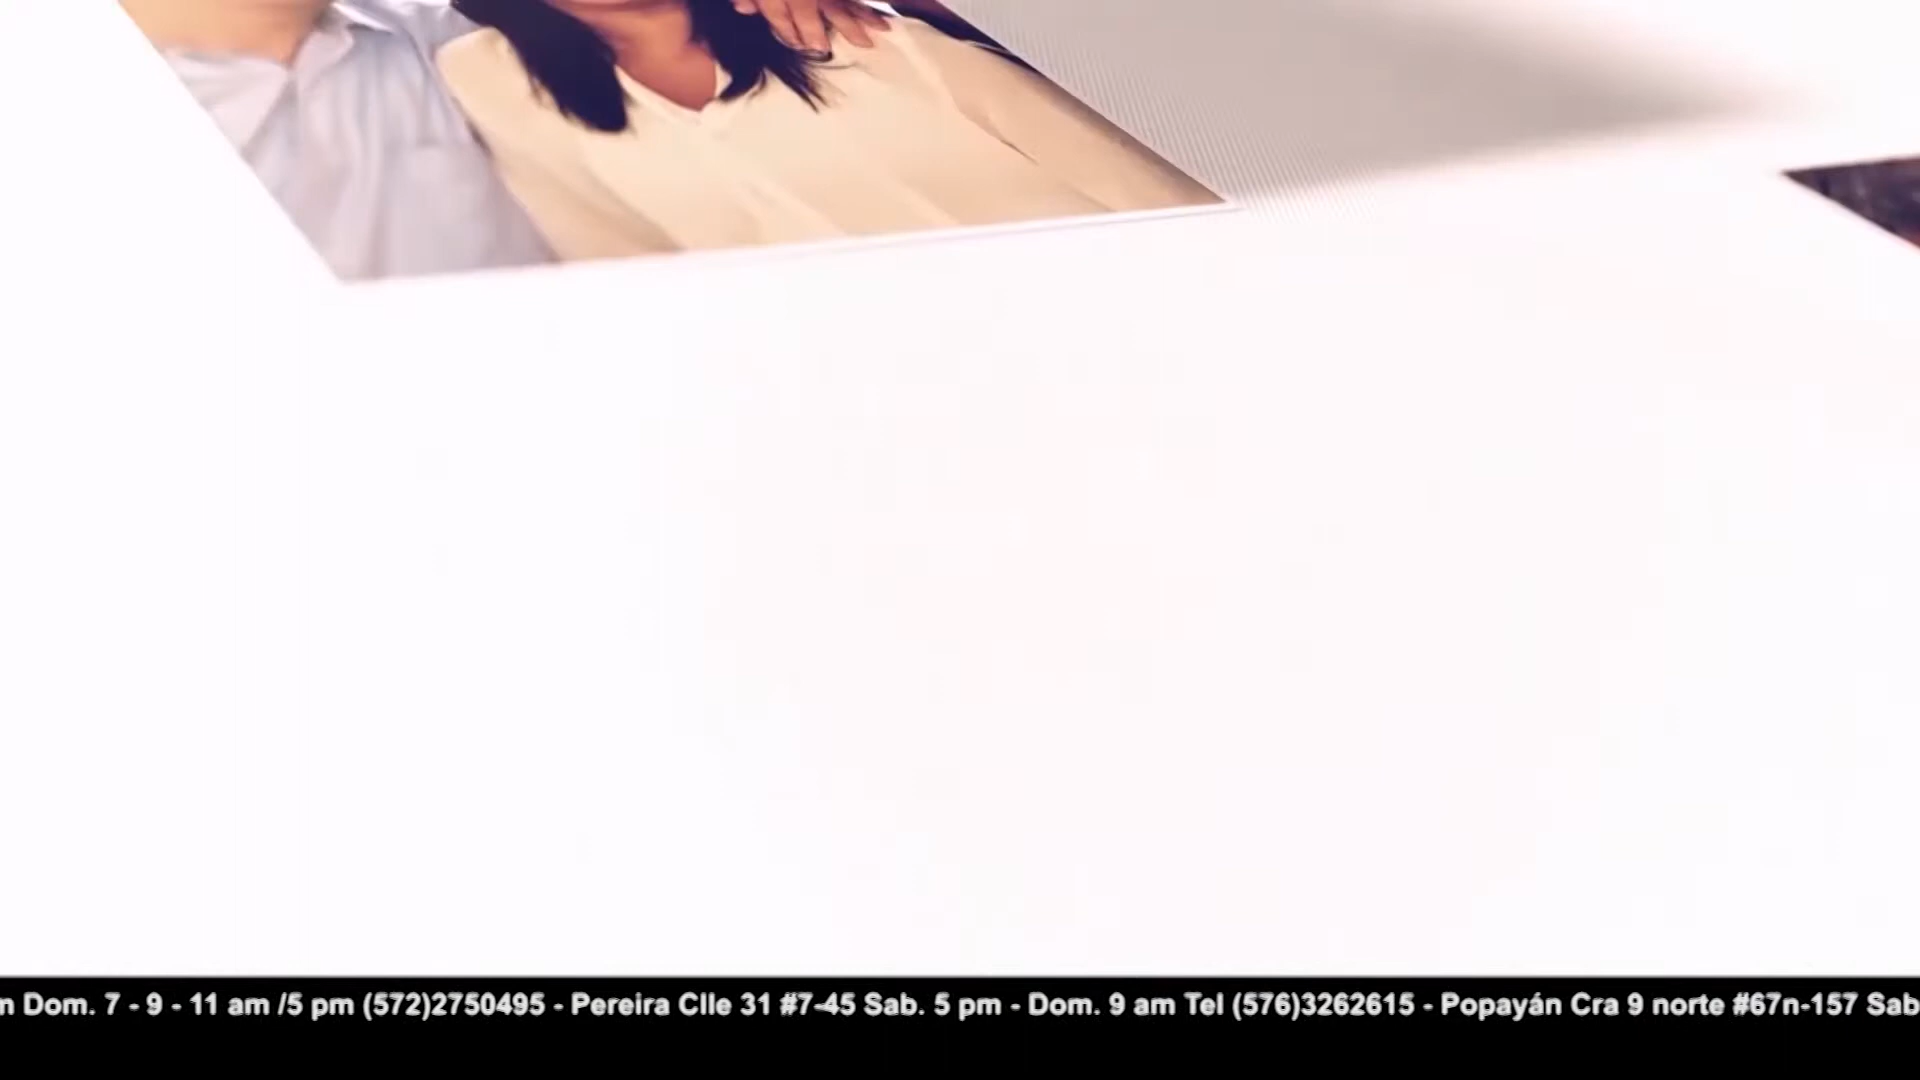 Dom. 7 - 9 - 11 am /5 pm (572)2750495 - Pereira Clle 31 #7-45 Sab. 5 pm - Dom. 9 am Tel (576)3262615 - Popayán Cra 9 norte #67n-157 Sab